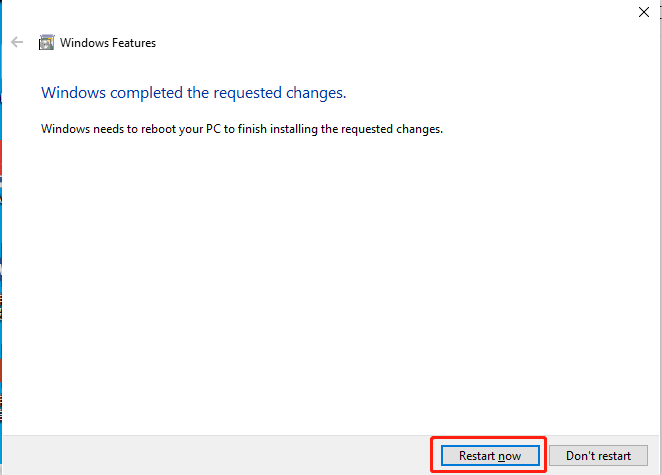 Windows Features
Windows completed the requested changes.
Windows needs to reboot your PC to finish installing the requested changes.
Restart now
Don't restart